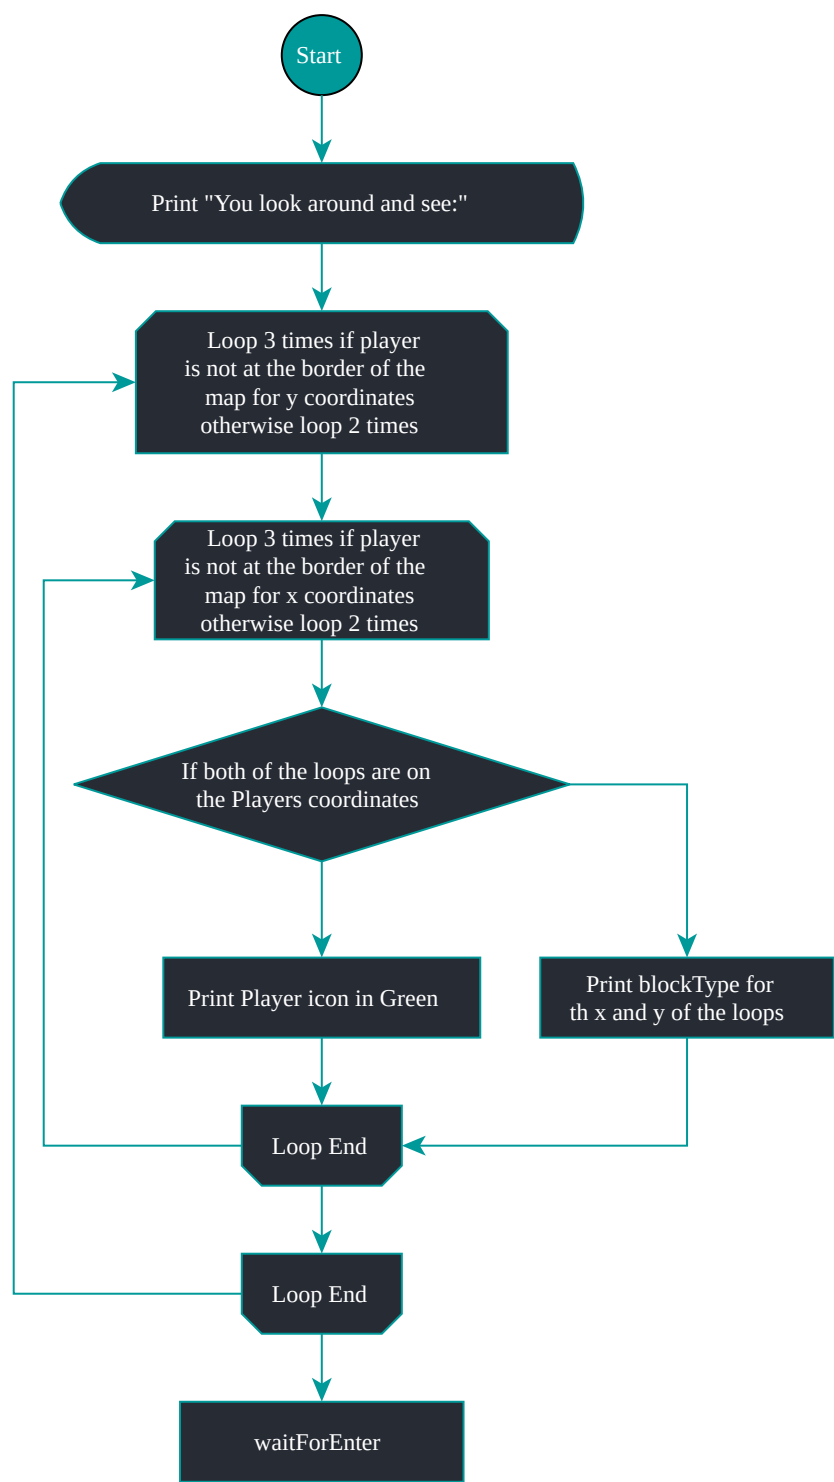 Start
Print "You look around and see:"
Loop 3 times if player
is not at the border of the
map for y coordinates
otherwise loop 2 times
Loop 3 times if player
is not at the border of the
map for x coordinates
otherwise loop 2 times
If both of the loops are on
the Players coordinates
Print Player icon in Green
Print blockType for
th x and y of the loops
Loop End
Loop End
waitForEnter